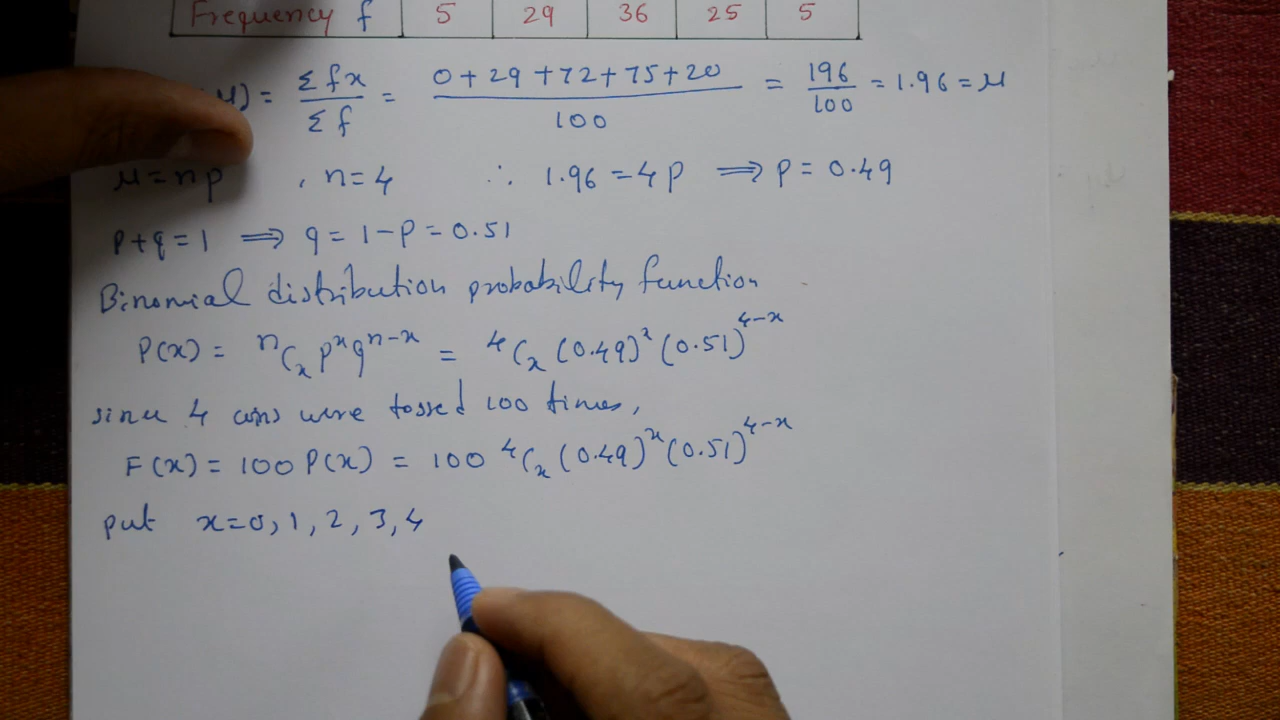 Frequency f 5 29 36 25 5
μ) = Σfx / Σf = 0+29+72+75+20 / 100 = 196 / 100 = 1.96 = μ
μ = np , n=4 ∴ 1.96 = 4p ⟹ p = 0.49
p+q=1 ⟹ q = 1-p = 0.51
Binomial distribution probability function
P(x) = ⁿCₓ pˣ qⁿ⁻ˣ = ⁴Cₓ (0.49)ˣ (0.51)⁴⁻ˣ
since 4 coins were tossed 100 times,
F(x) = 100 P(x) = 100 ⁴Cₓ (0.49)ˣ (0.51)⁴⁻ˣ
put x=0,1,2,3,4